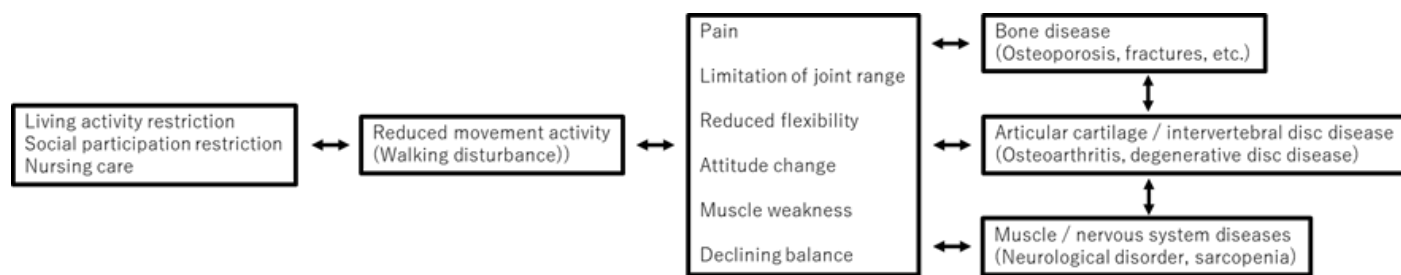 Living activity restriction
Social participation restriction
Nursing care
Reduced movement activity
(Walking disturbance))
Pain
Limitation of joint range
Reduced flexibility
Attitude change
Muscle weakness
Declining balance
Bone disease
(Osteoporosis, fractures, etc.)
Articular cartilage / intervertebral disc disease
(Osteoarthritis, degenerative disc disease)
Muscle / nervous system diseases
(Neurological disorder, sarcopenia)